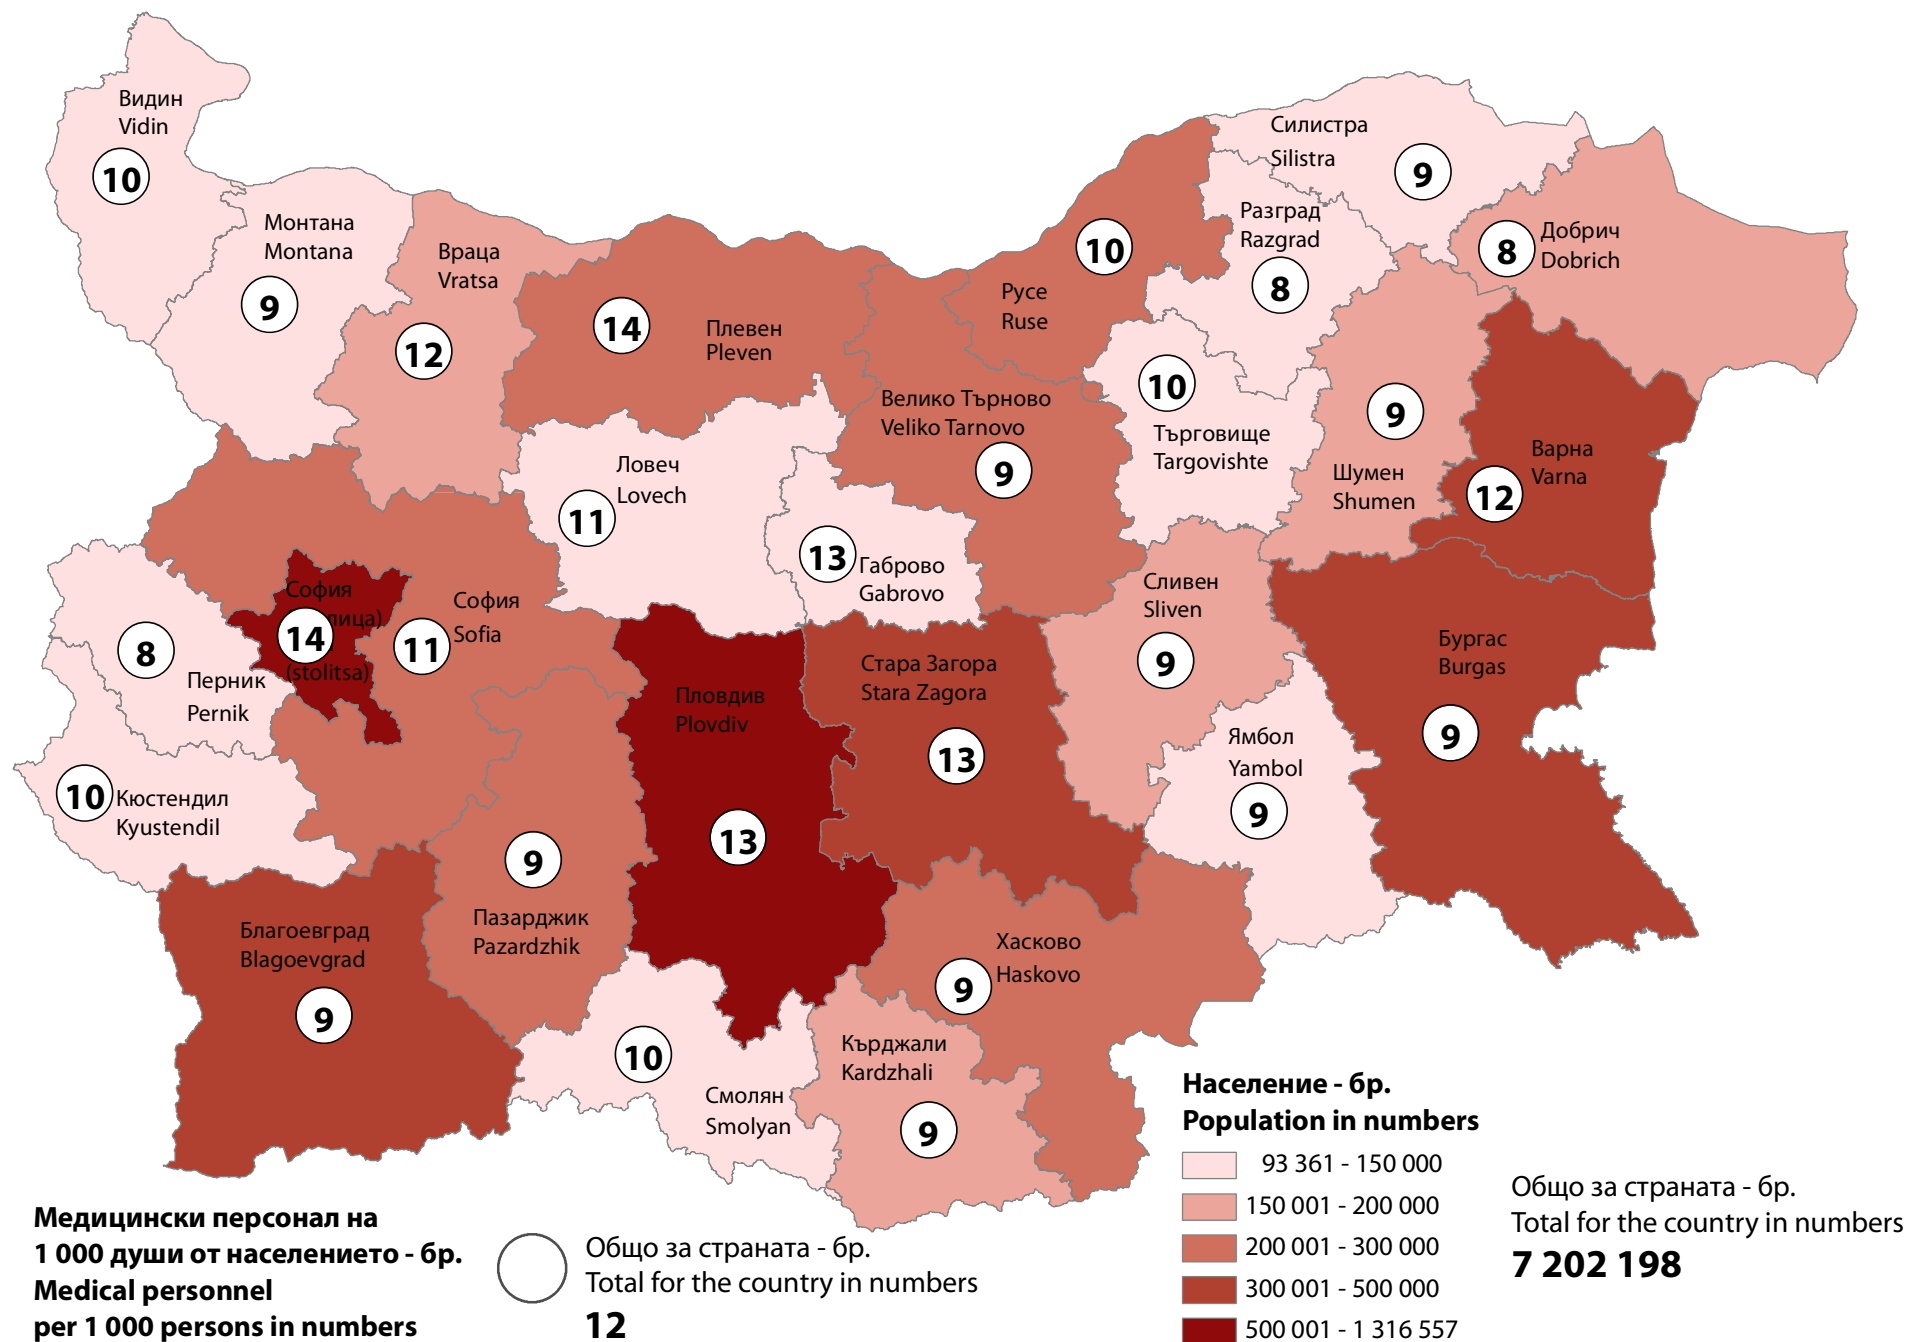 Видин
Vidin
10
Монтана
Montana
9
Враца
Vratsa
12
14
Плевен
Pleven
Русе
Ruse
10
Силистра
Silistra
9
Разград
Razgrad
8
8
Добрич
Dobrich
Велико Търново
Veliko Tarnovo
9
10
Търговище
Targovishte
9
Шумен
Shumen
Варна
Varna
12
Ловеч
Lovech
11
13
Габрово
Gabrovo
София
14
(stolitsa)
София
Sofia
11
8
Перник
Pernik
10
Кюстендил
Kyustendil
Пловдив
Plovdiv
13
Стара Загора
Stara Zagora
13
Сливен
Sliven
9
Бургас
Burgas
9
Ямбол
Yambol
9
9
Пазарджик
Pazardzhik
Благоевград
Blagoevgrad
9
Хасково
Haskovo
9
10
Смолян
Smolyan
Кърджали
Kardzhali
9
Население - бр.
Population in numbers
93 361 - 150 000
150 001 - 200 000
200 001 - 300 000
300 001 - 500 000
500 001 - 1 316 557
Общо за страната - бр.
Total for the country in numbers
7 202 198
Медицински персонал на
1 000 души от населението - бр.
Medical personnel
per 1 000 persons in numbers
Общо за страната - бр.
Total for the country in numbers
12